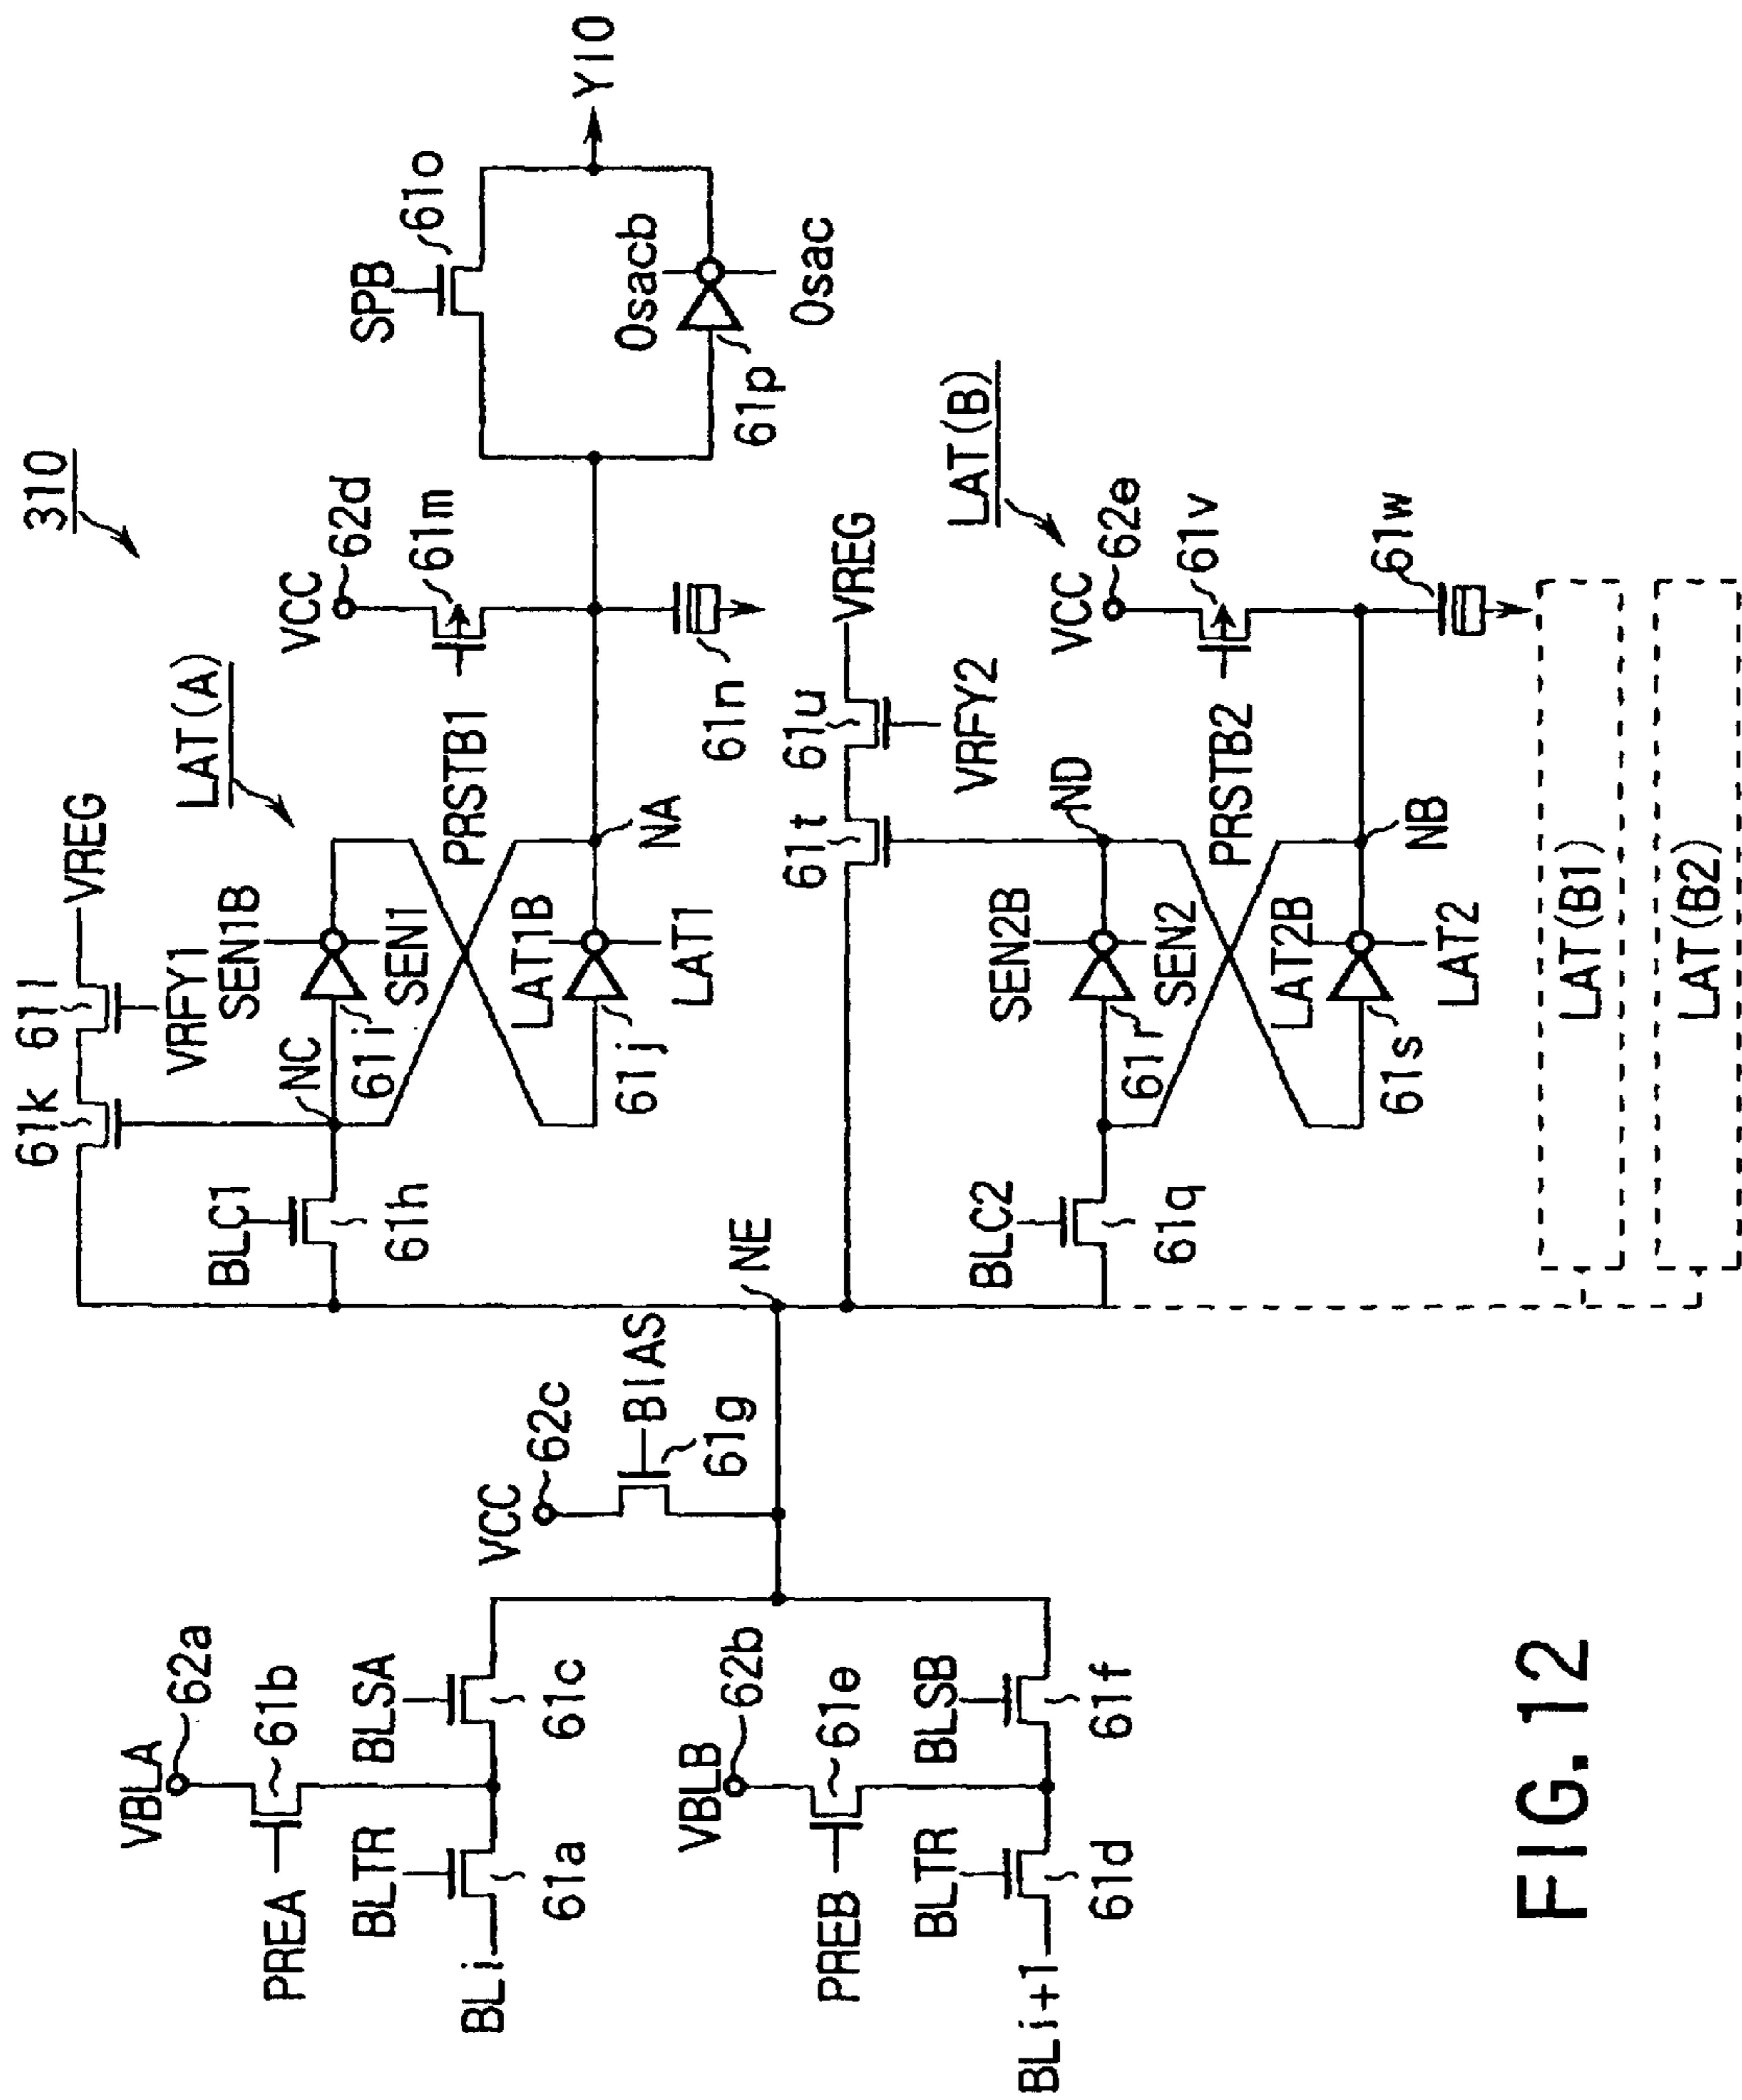 310
VREG
61k
61l
VRFY1
LAT(A)
VCC
62d
61m
SPB
61o
YIO
BLC1
61h
NC
SEN1B
SEN1
61i
LAT1B
LAT1
61j
PRSTB1
NA
61n
Osacb
Osac
61p
VBLA
62a
PREA
61b
BLTR
BLSA
BLi
61a
61c
VCC
62c
BIAS
61g
NE
VBLB
62b
PREB
61e
BLTR
BLSB
BLi+1
61d
61f
61t
61u
VREG
VRFY2
LAT(B)
VCC
62e
61v
BLC2
61q
ND
SEN2B
SEN2
61r
LAT2B
LAT2
61s
PRSTB2
NB
61w
LAT(B1)
LAT(B2)
FIG.12